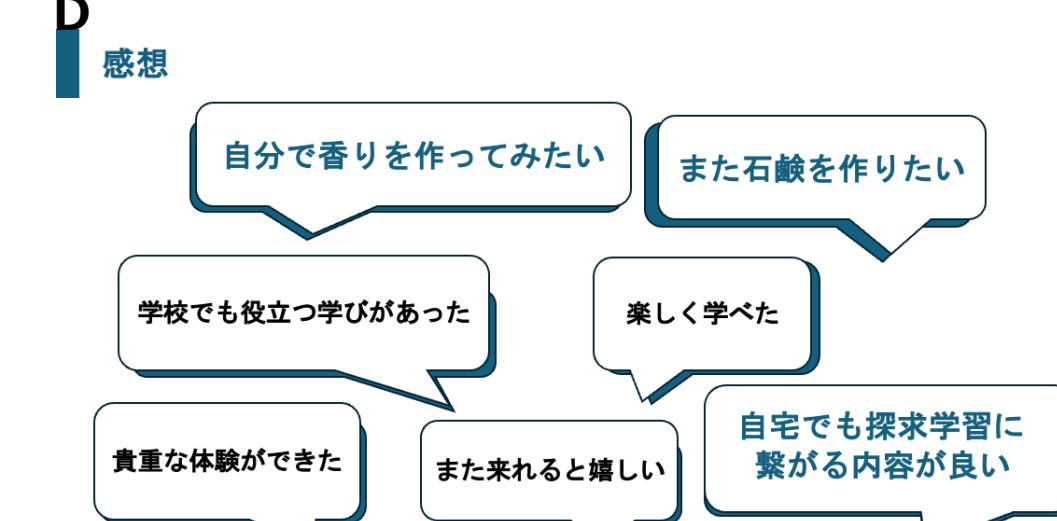 D
感想
自分で香りを作ってみたい
また石鹸を作りたい
学校でも役立つ学びがあった
楽しく学べた
自宅でも探求学習に
繋がる内容が良い
貴重な体験ができた
また来れると嬉しい